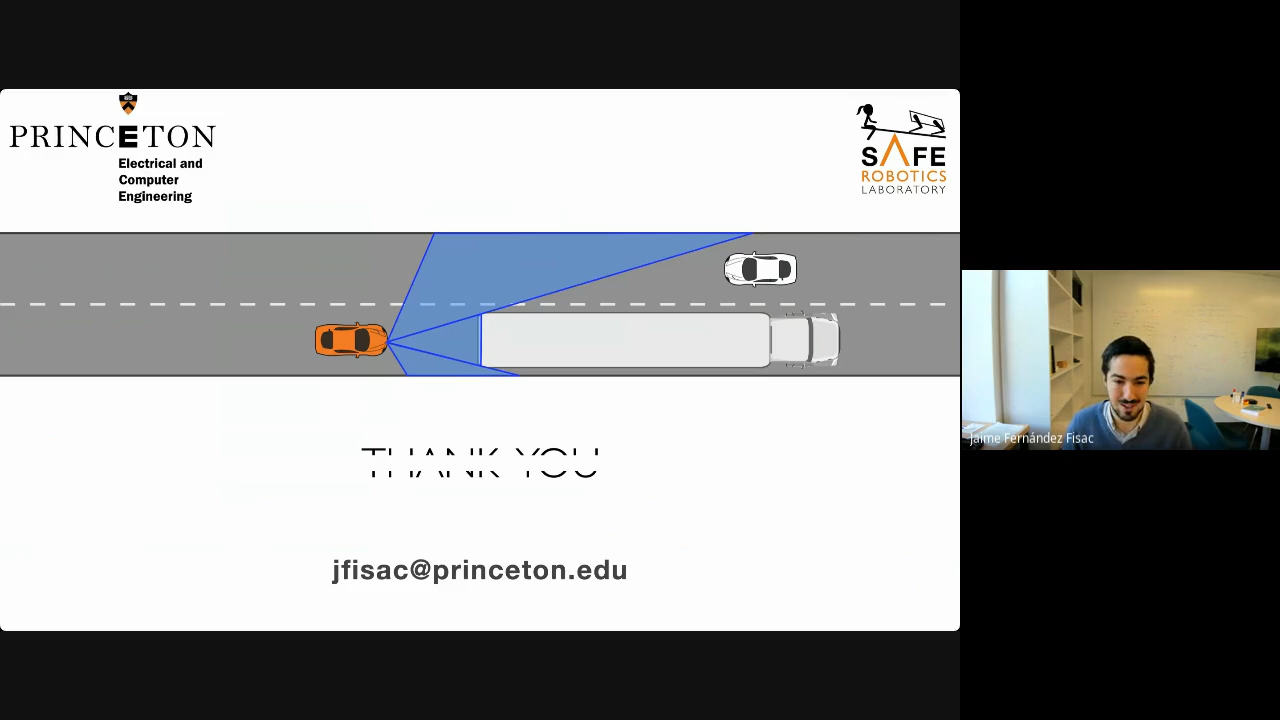 PRINCETON
Electrical and
Computer
Engineering
SAFE
ROBOTICS
LABORATORY
THANK YOU
jfisac@princeton.edu
Jaime Fernández Fisac